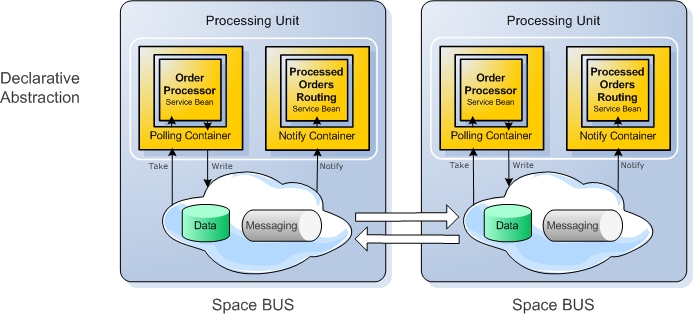 Processing Unit
Processing Unit
Declarative
Abstraction
Order
Processor
Service Bean
Polling Container
Processed
Orders
Routing
Service Bean
Notify Container
Order
Processor
Service Bean
Polling Container
Processed
Orders
Routing
Service Bean
Notify Container
Take
Write
Notify
Take
Write
Notify
Data
Messaging
Data
Messaging
Space BUS
Space BUS